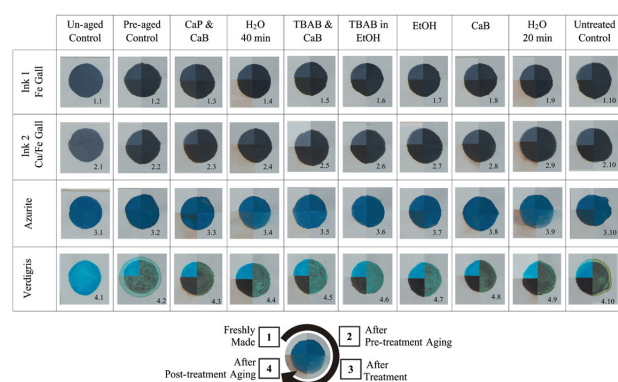 Un-aged Control
Pre-aged Control
CaP & CaB
H₂O 40 min
TBAB & CaB
TBAB in EtOH
EtOH
CaB
H₂O 20 min
Untreated Control
Ink 1 Fe Gall
1.1 1.2 1.3 1.4 1.5 1.6 1.7 1.8 1.9 1.10
Ink 2 Cu/Fe Gall
2.1 2.2 2.3 2.4 2.5 2.6 2.7 2.8 2.9 2.10
Azurite
3.1 3.2 3.3 3.4 3.5 3.6 3.7 3.8 3.9 3.10
Verdigris
4.1 4.2 4.3 4.4 4.5 4.6 4.7 4.8 4.9 4.10
Freshly Made 1
2 After Pre-treatment Aging
After Post-treatment Aging 4
3 After Treatment